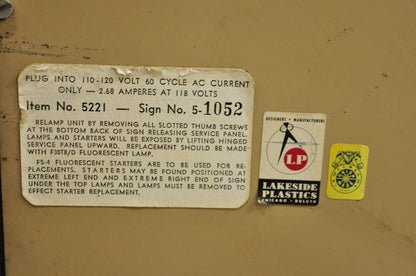 PLUG INTO 110-120 VOLT 60 CYCLE AC CURRENT
ONLY — 2.68 AMPERES AT 118 VOLTS
Item No. 5221 — Sign No. 5-1052
RELAMP UNIT BY REMOVING ALL SLOTTED THUMB SCREWS
AT THE BOTTOM BACK OF SIGN RELEASING SERVICE PANEL.
LAMPS AND STARTERS WILL BE EXPOSED BY LIFTING HINGED
SERVICE PANEL UPWARD. REPLACEMENT SHOULD BE MADE
WITH F30T8/D FLUORESCENT LAMP.
FS-4 FLUORESCENT STARTERS ARE TO BE USED FOR RE-
PLACEMENTS. STARTERS MAY BE FOUND POSITIONED AT
EXTREME LEFT END AND EXTREME RIGHT END OF SIGN
UNDER THE TOP LAMPS AND LAMPS MUST BE REMOVED TO
EFFECT STARTER REPLACEMENT.
DESIGNERS - MANUFACTURERS
LP
LAKESIDE
PLASTICS
CHICAGO - DULUTH